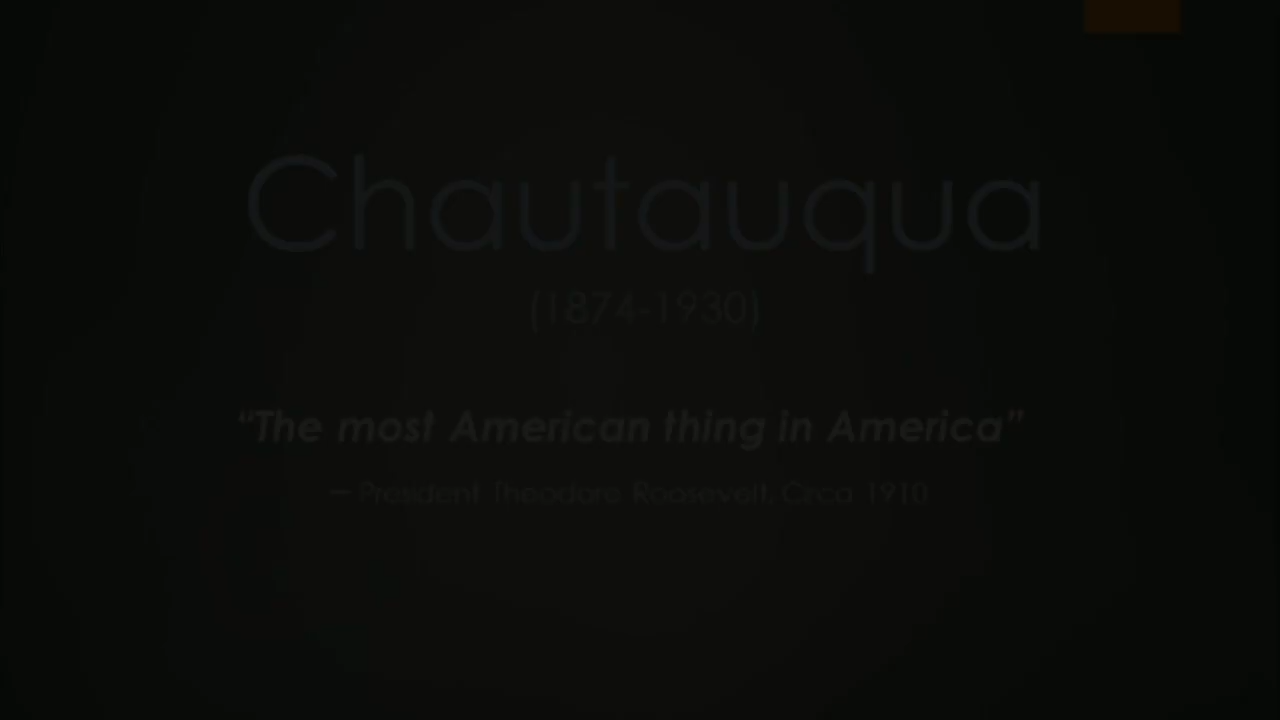 Chautauqua
(1874-1930)
“The most American thing in America”
– President Theodore Roosevelt, Circa 1910